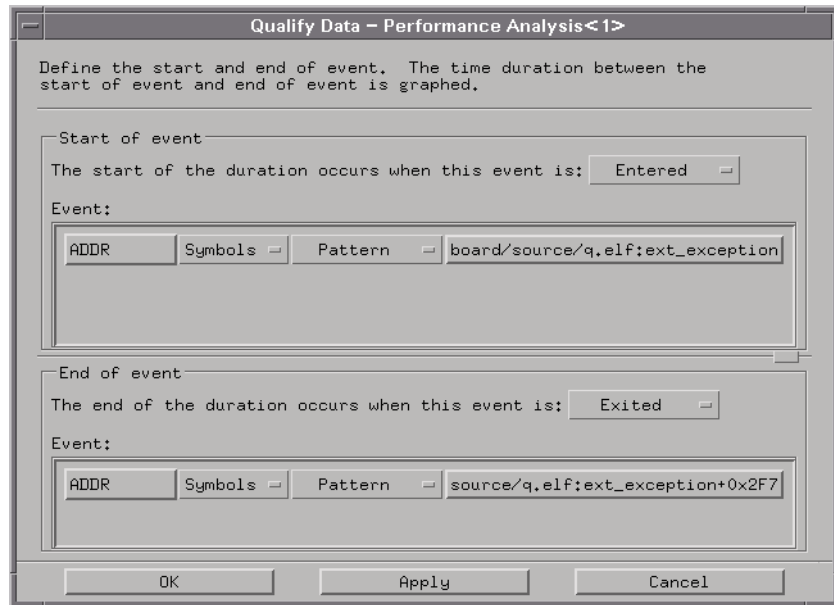 Qualify Data – Performance Analysis<1>
Define the start and end of event.  The time duration between the
start of event and end of event is graphed.
Start of event
The start of the duration occurs when this event is: Entered
Event:
ADDR Symbols Pattern board/source/q.elf:ext_exception
End of event
The end of the duration occurs when this event is: Exited
Event:
ADDR Symbols Pattern source/q.elf:ext_exception+0x2F7
OK Apply Cancel